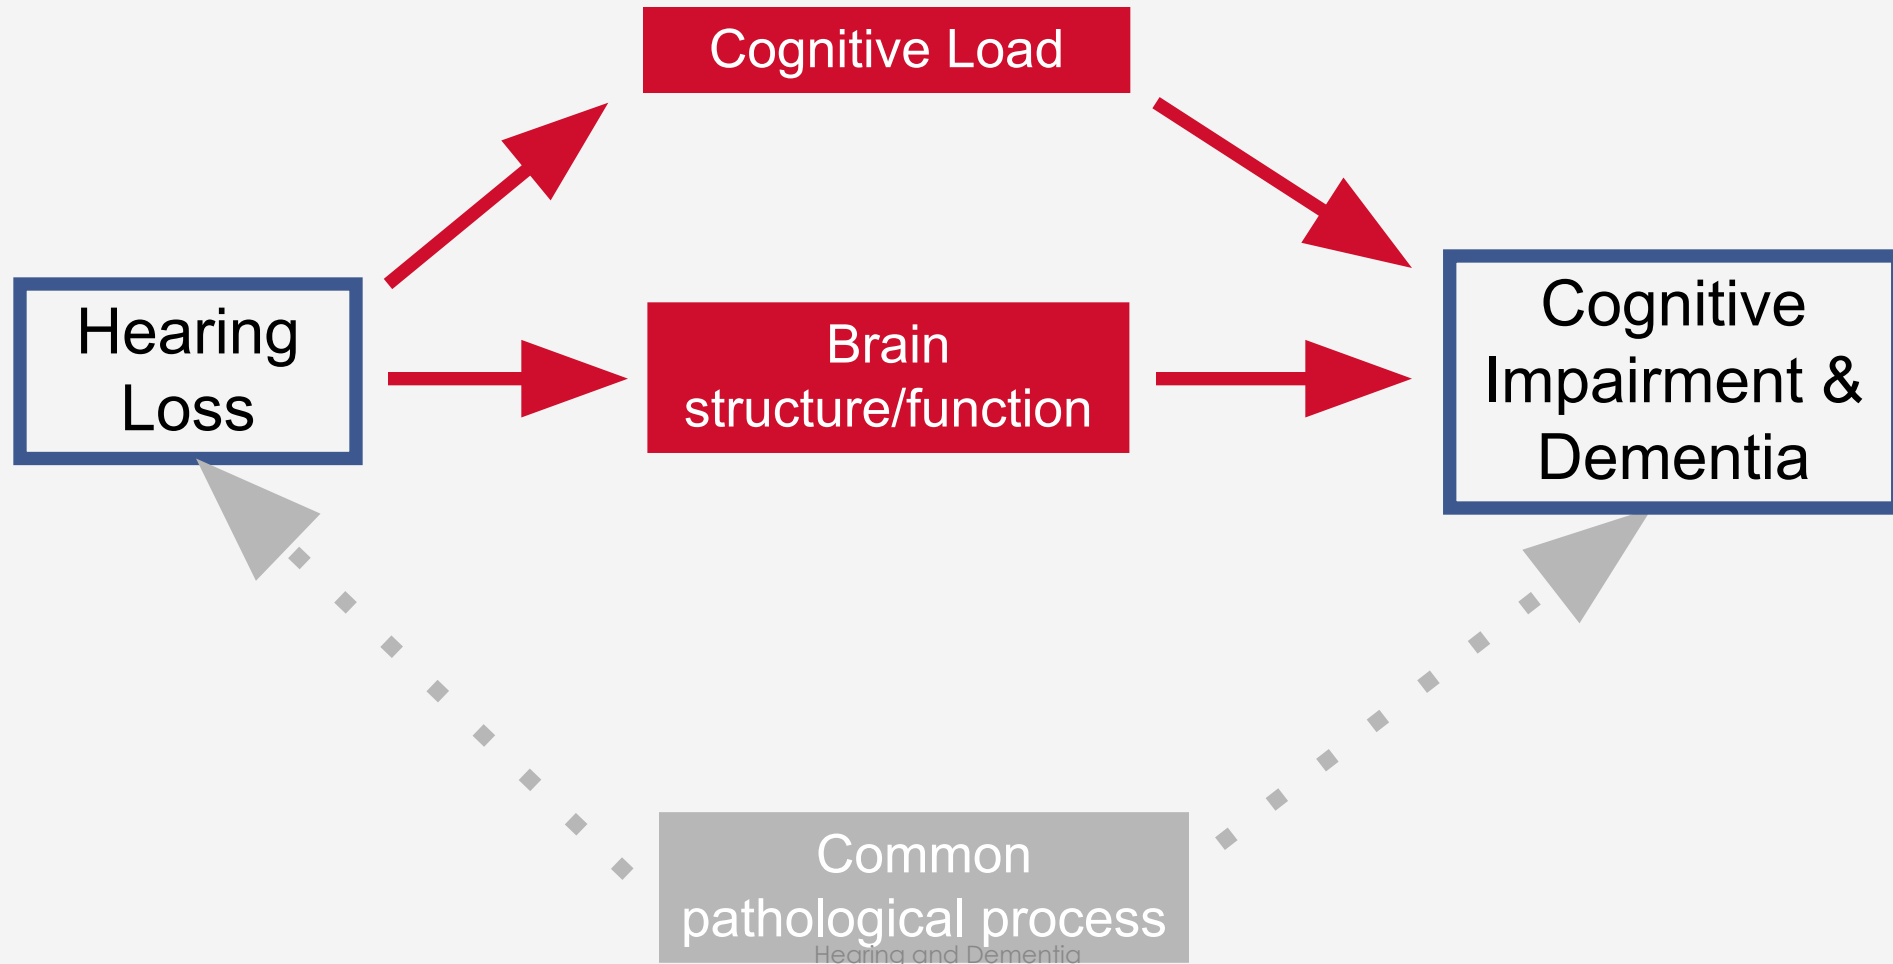 Cognitive Load
Hearing
Loss
Brain
structure/function
Cognitive
Impairment &
Dementia
Common
pathological process
Hearing and Dementia